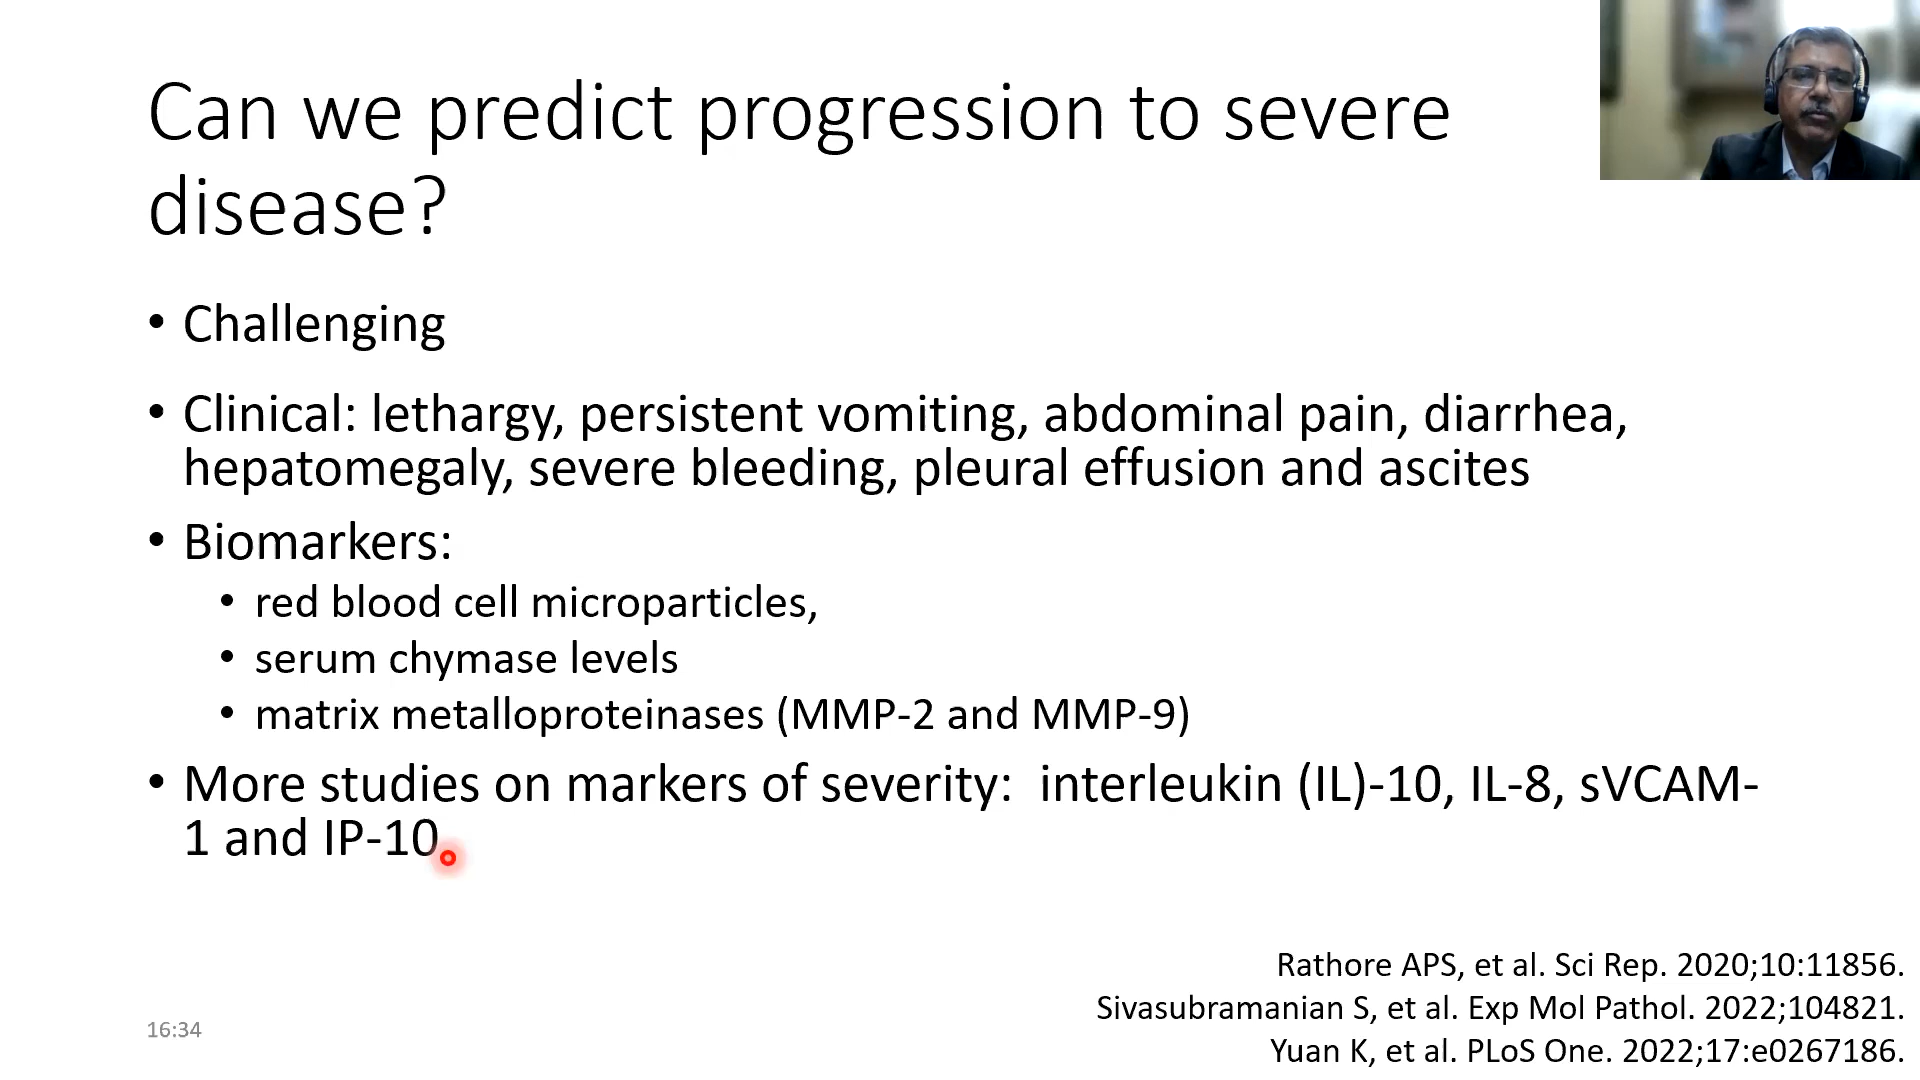 Can we predict progression to severe
disease?
• Challenging
• Clinical: lethargy, persistent vomiting, abdominal pain, diarrhea,
hepatomegaly, severe bleeding, pleural effusion and ascites
• Biomarkers:
• red blood cell microparticles,
• serum chymase levels
• matrix metalloproteinases (MMP-2 and MMP-9)
• More studies on markers of severity:  interleukin (IL)-10, IL-8, sVCAM-
1 and IP-10.
Rathore APS, et al. Sci Rep. 2020;10:11856.
Sivasubramanian S, et al. Exp Mol Pathol. 2022;104821.
Yuan K, et al. PLoS One. 2022;17:e0267186.
16:34